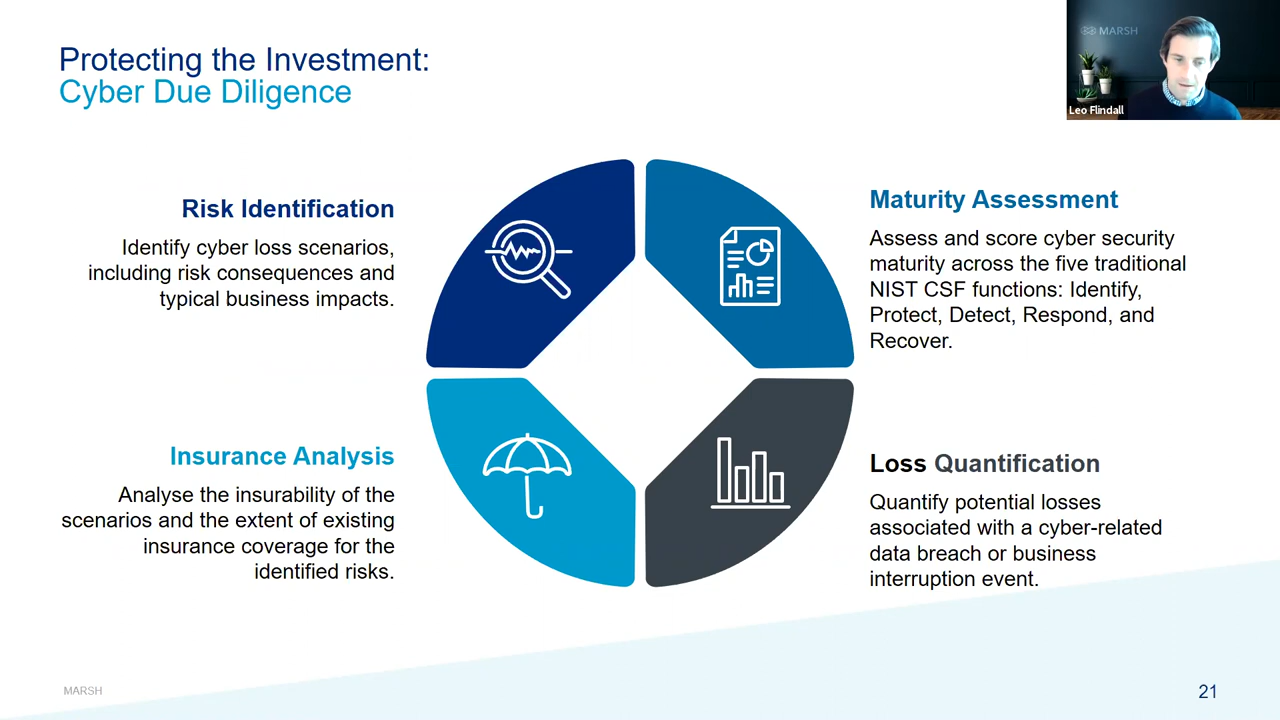 Protecting the Investment:
Cyber Due Diligence
MARSH
Leo Flindall
Risk Identification
Identify cyber loss scenarios,
including risk consequences and
typical business impacts.
Maturity Assessment
Assess and score cyber security
maturity across the five traditional
NIST CSF functions: Identify,
Protect, Detect, Respond, and
Recover.
Insurance Analysis
Analyse the insurability of the
scenarios and the extent of existing
insurance coverage for the
identified risks.
Loss Quantification
Quantify potential losses
associated with a cyber-related
data breach or business
interruption event.
MARSH
21